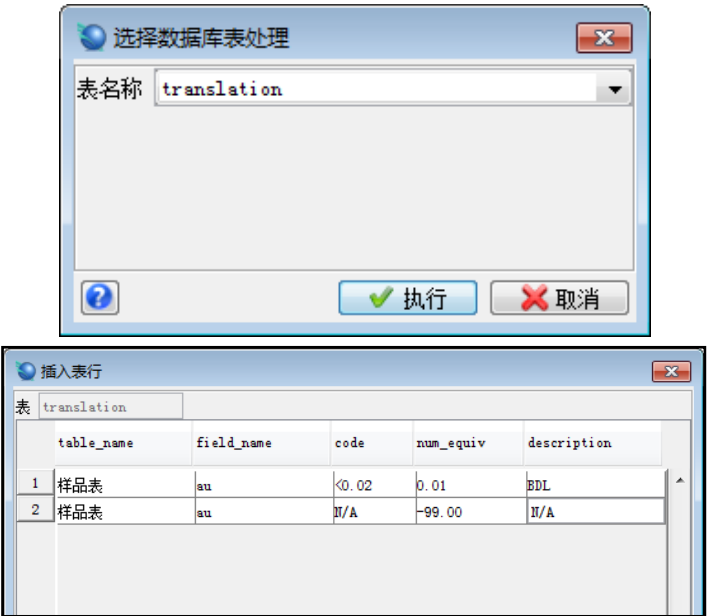 选择数据库表处理
表名称 translation
执行 取消
插入表行
表 translation
table_name field_name code num_equiv description
1 样品表 au <0.02 0.01 BDL
2 样品表 au N/A -99.00 N/A